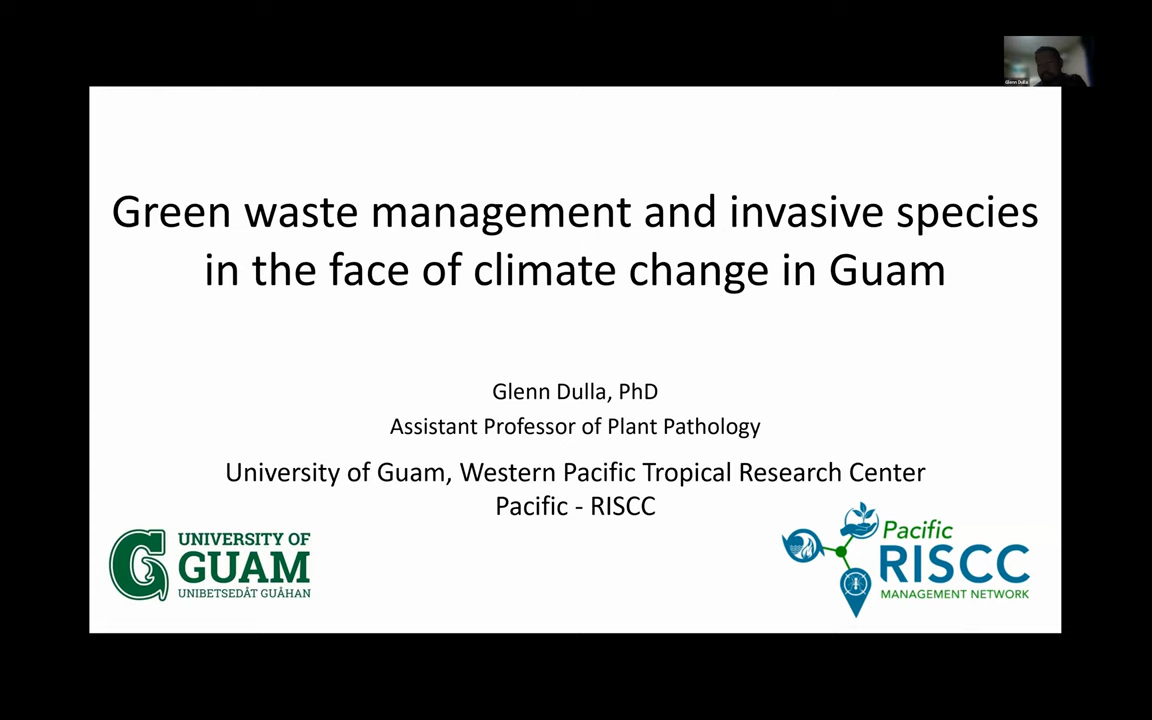 Glenn Dulla
Green waste management and invasive species
in the face of climate change in Guam
Glenn Dulla, PhD
Assistant Professor of Plant Pathology
University of Guam, Western Pacific Tropical Research Center
Pacific - RISCC
UNIVERSITY OF
GUAM
UNIBETSEDÅT GUÅHAN
Pacific
RISCC
MANAGEMENT NETWORK